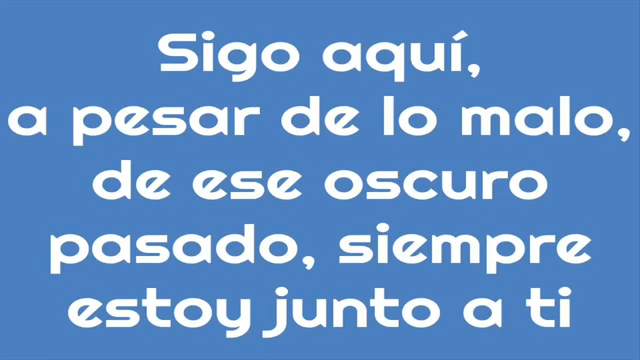 Sigo aquí,
a pesar de lo malo,
de ese oscuro
pasado, siempre
estoy junto a ti